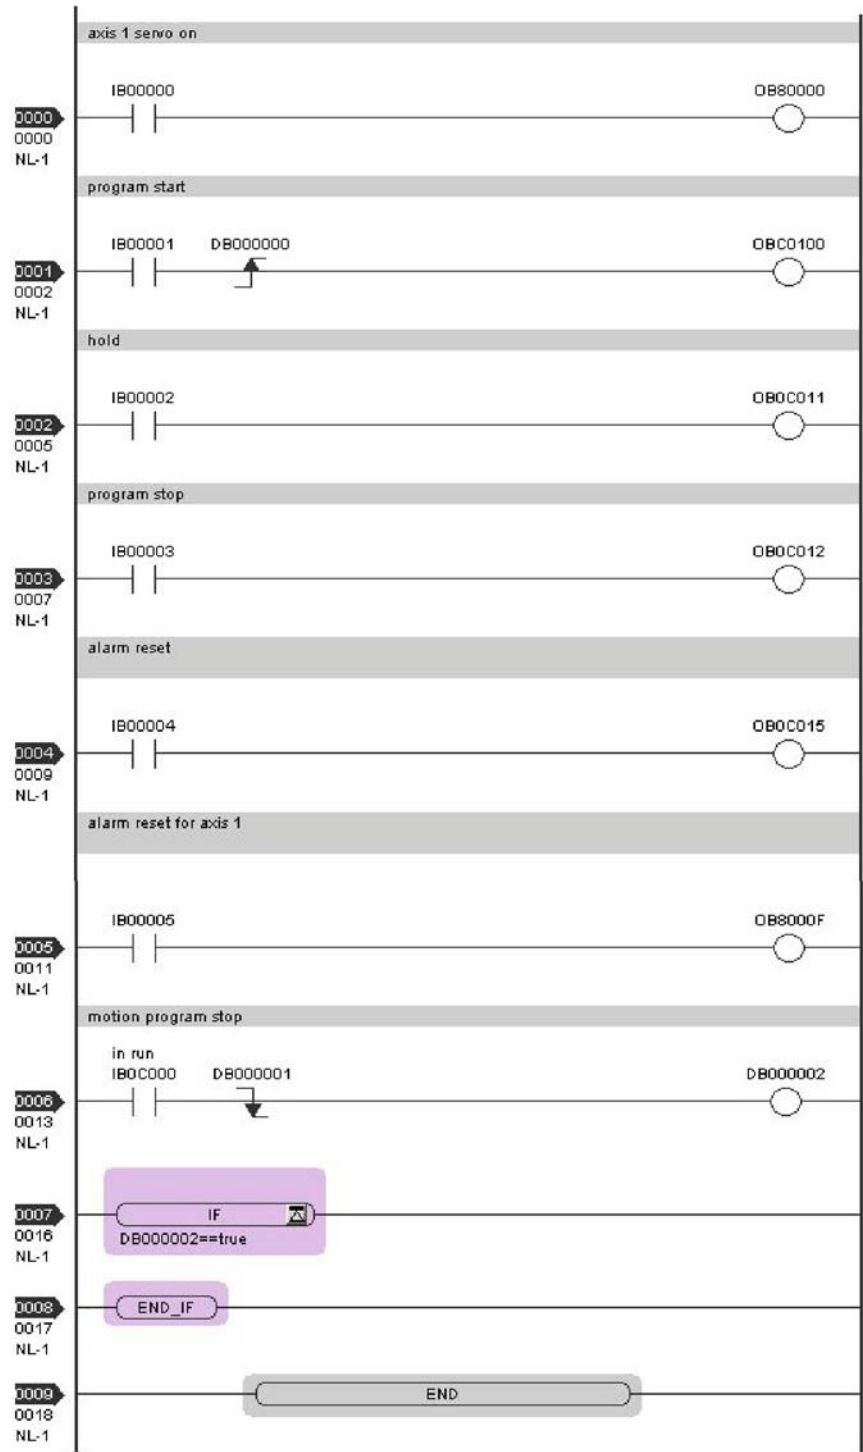 axis 1 servo on
IB00000 OB80000
0000
0000
NL-1
program start
IB00001 DB000000 OBC0100
0001
0002
NL-1
hold
IB00002 OB0C011
0002
0005
NL-1
program stop
IB00003 OB0C012
0003
0007
NL-1
alarm reset
IB00004 OB0C015
0004
0009
NL-1
alarm reset for axis 1
IB00005 OB8000F
0005
0011
NL-1
motion program stop
in run
IB0C000 DB000001 DB000002
0006
0013
NL-1
0007 IF
0016 DB000002==true
NL-1
0008 END_IF
0017
NL-1
0009 END
0018
NL-1